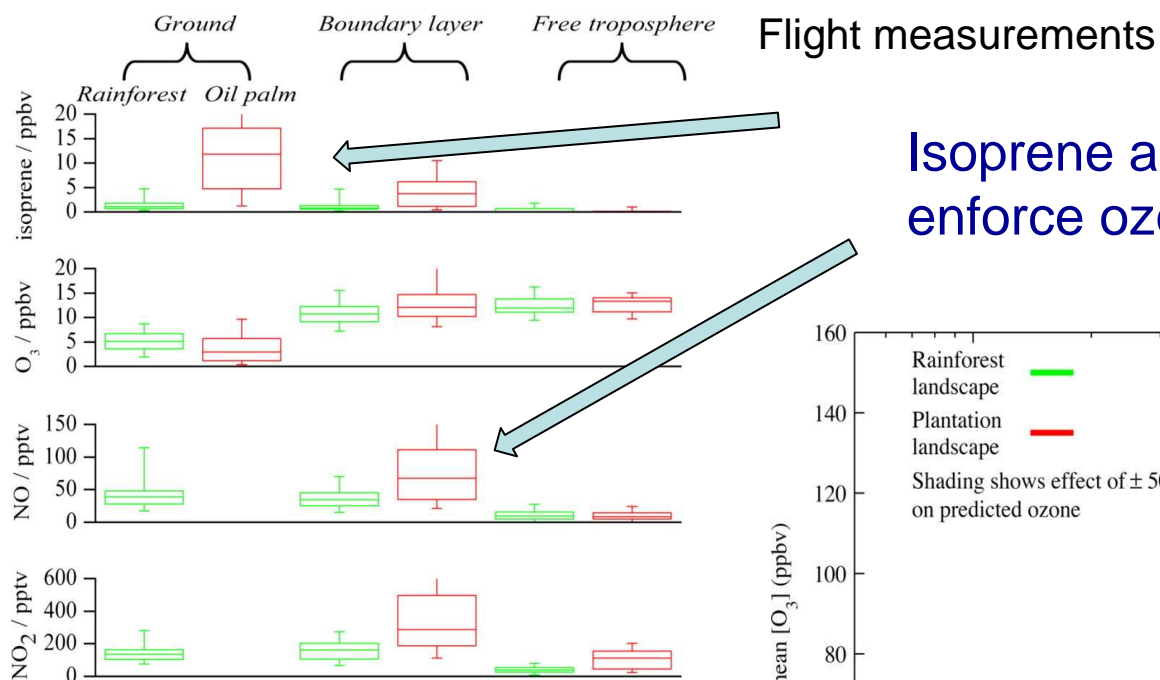 Ground Boundary layer Free troposphere
Flight measurements
Rainforest Oil palm
Isoprene a
enforce ozo
isoprene / ppbv
20
15
10
5
0
O3 / ppbv
20
15
10
5
0
NO / pptv
150
100
50
0
NO2 / pptv
600
400
200
0
160
140
120
100
80
mean [O3] (ppbv)
Rainforest
landscape
Plantation
landscape
Shading shows effect of ± 50
on predicted ozone